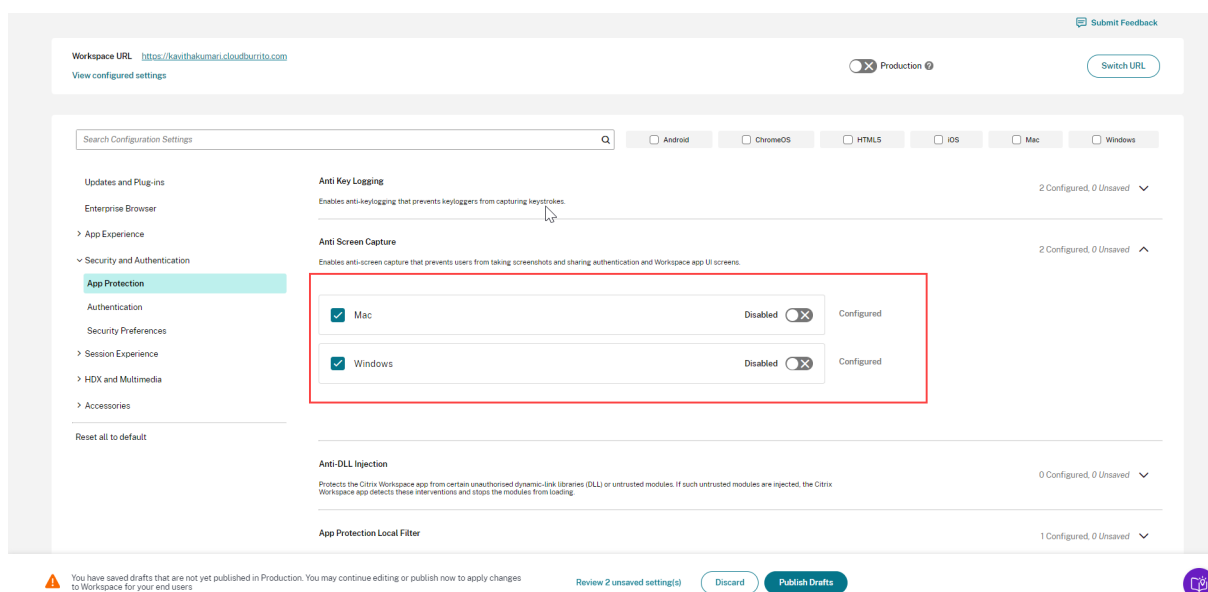 Submit Feedback
Workspace URL https://kavithakumari.cloudburrito.com
View configured settings
Production
Switch URL
Search Configuration Settings
Android
ChromeOS
HTML5
iOS
Mac
Windows
Updates and Plug-ins
Enterprise Browser
App Experience
Security and Authentication
App Protection
Authentication
Security Preferences
Session Experience
HDX and Multimedia
Accessories
Reset all to default
Anti Key Logging
2 Configured, 0 Unsaved
Enables anti-keylogging that prevents keyloggers from capturing keystrokes.
Anti Screen Capture
2 Configured, 0 Unsaved
Enables anti-screen capture that prevents users from taking screenshots and sharing authentication and Workspace app UI screens.
Mac Disabled Configured
Windows Disabled Configured
Anti-DLL Injection
0 Configured, 0 Unsaved
Protects the Citrix Workspace app from certain unauthorised dynamic-link libraries (DLL) or untrusted modules. If such untrusted modules are injected, the Citrix
Workspace app detects these interventions and stops the modules from loading.
App Protection Local Filter
1 Configured, 0 Unsaved
You have saved drafts that are not yet published in Production. You may continue editing or publish now to apply changes
to Workspace for your end users
Review 2 unsaved setting(s)
Discard
Publish Drafts